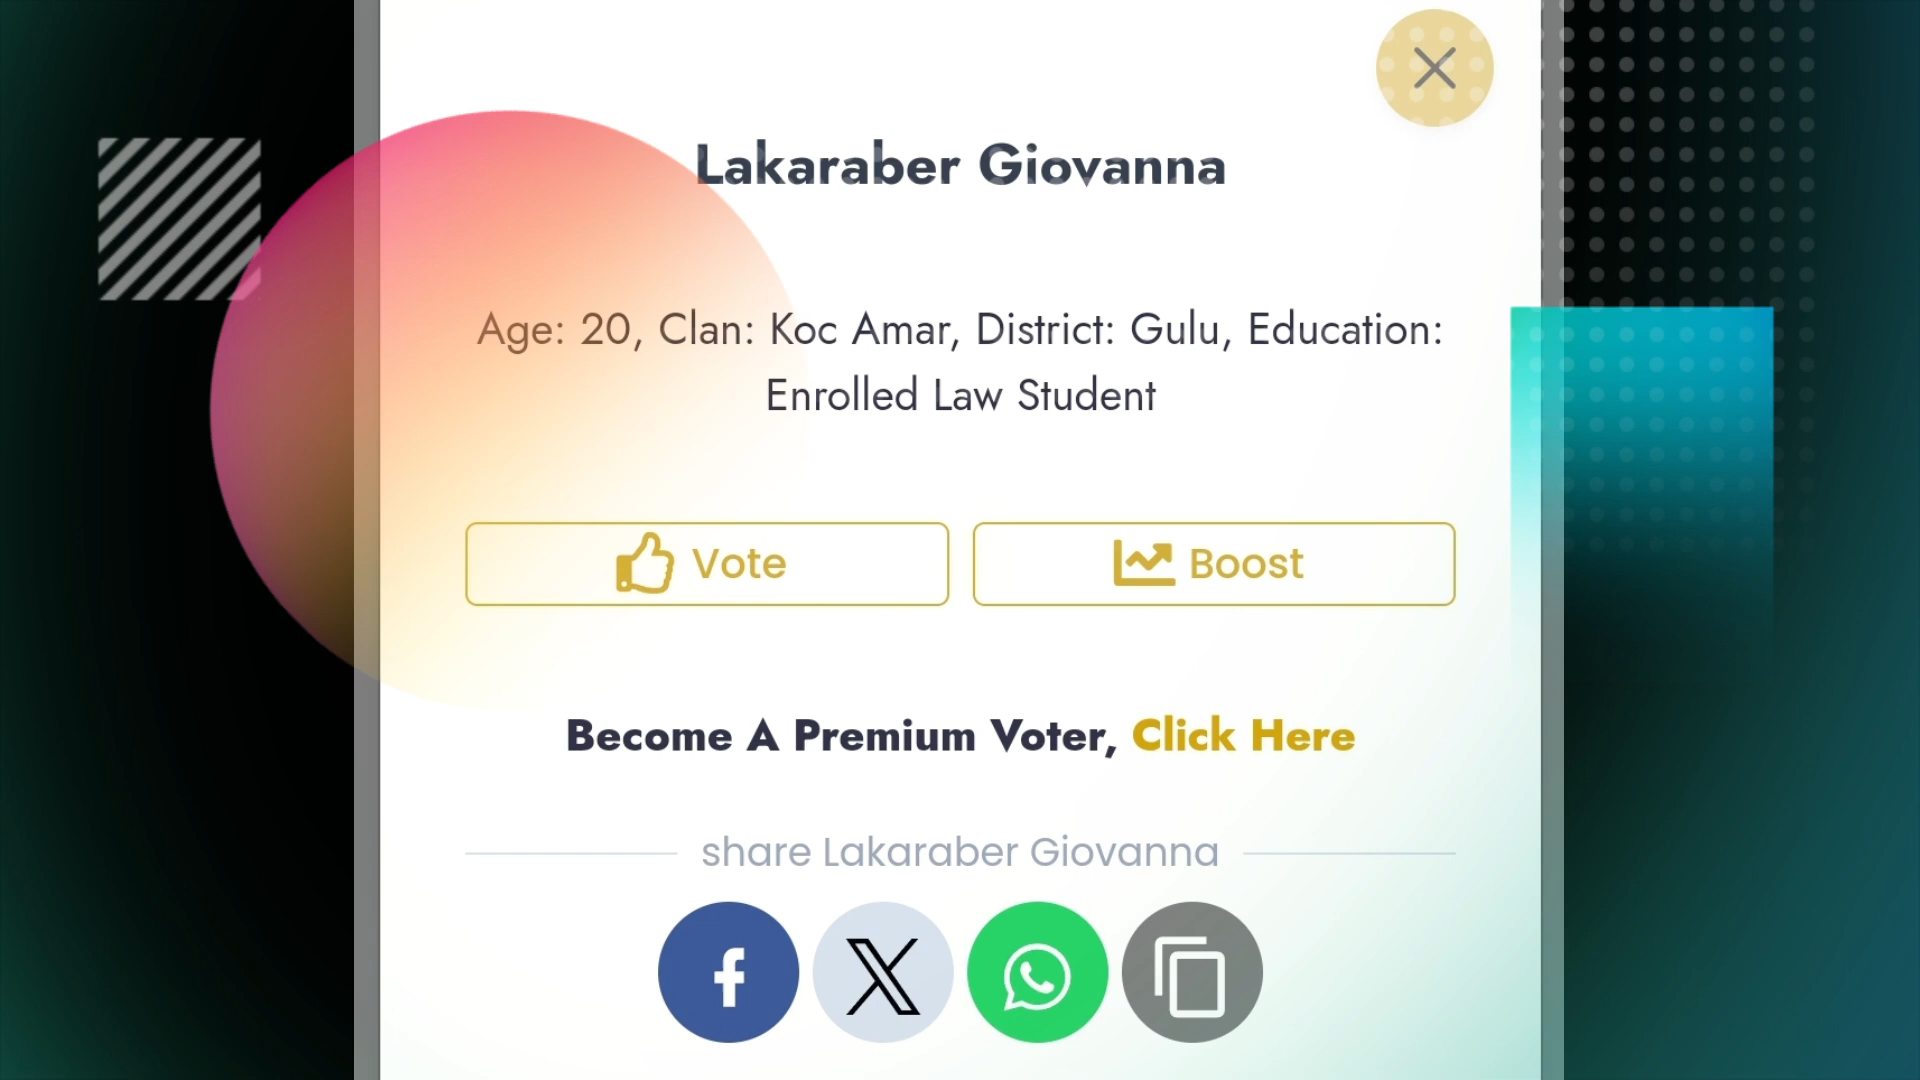 Lakaraber Giovanna
Age: 20, Clan: Koc Amar, District: Gulu, Education:
Enrolled Law Student
Vote
Boost
Become A Premium Voter, Click Here
share Lakaraber Giovanna